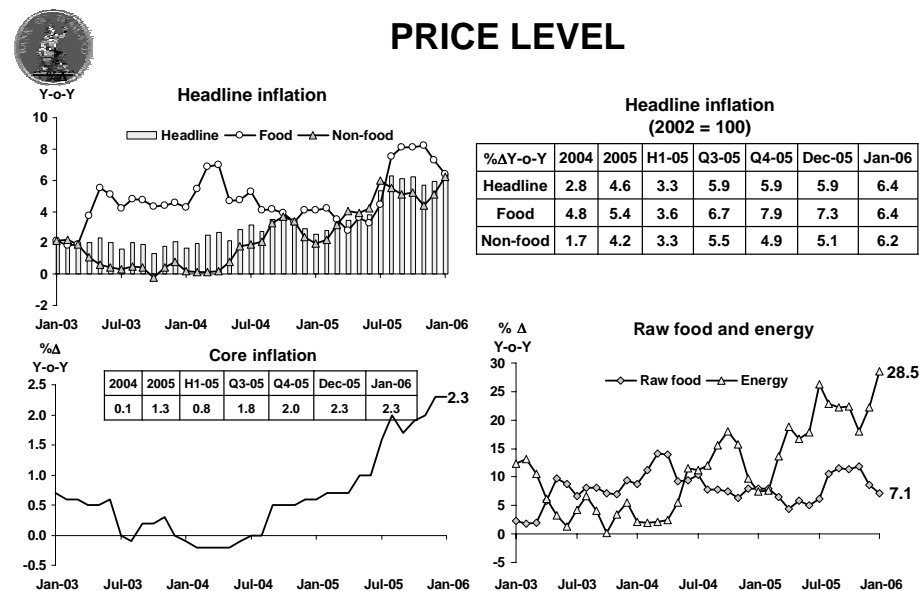 PRICE LEVEL
%Δ
Y-o-Y
Headline inflation
Headline Food Non-food
10
8
6
4
2
0
-2
Jan-03 Jul-03 Jan-04 Jul-04 Jan-05 Jul-05 Jan-06
Headline inflation
(2002 = 100)
%ΔY-o-Y 2004 2005 H1-05 Q3-05 Q4-05 Dec-05 Jan-06
Headline 2.8 4.6 3.3 5.9 5.9 5.9 6.4
Food 4.8 5.4 3.6 6.7 7.9 7.3 6.4
Non-food 1.7 4.2 3.3 5.5 4.9 5.1 6.2
%Δ
Y-o-Y
Core inflation
2004 2005 H1-05 Q3-05 Q4-05 Dec-05 Jan-06
0.1 1.3 0.8 1.8 2.0 2.3 2.3
2.3
2.5
2.0
1.5
1.0
0.5
0.0
-0.5
Jan-03 Jul-03 Jan-04 Jul-04 Jan-05 Jul-05 Jan-06
% Δ
Y-o-Y
Raw food and energy
Raw food Energy
28.5
7.1
30
25
20
15
10
5
0
-5
Jan-03 Jul-03 Jan-04 Jul-04 Jan-05 Jul-05 Jan-06